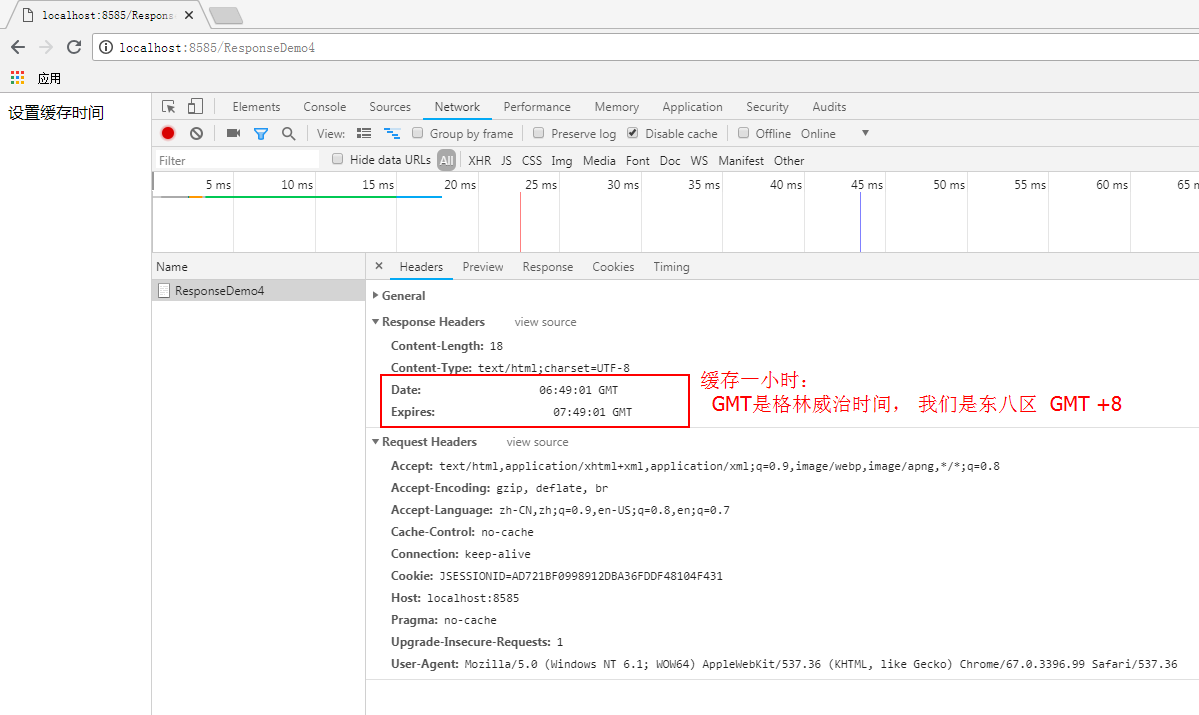 localhost:8585/Respons
localhost:8585/ResponseDemo4
应用
设置缓存时间
Elements Console Sources Network Performance Memory Application Security Audits
View: Group by frame Preserve log Disable cache Offline Online
Filter Hide data URLs All XHR JS CSS Img Media Font Doc WS Manifest Other
5 ms 10 ms 15 ms 20 ms 25 ms 30 ms 35 ms 40 ms 45 ms 50 ms 55 ms 60 ms 65 m
Name
Headers Preview Response Cookies Timing
ResponseDemo4
General
Response Headers view source
Content-Length: 18
Content-Type: text/html;charset=UTF-8
Date: 06:49:01 GMT
Expires: 07:49:01 GMT
缓存一小时：
GMT是格林威治时间， 我们是东八区 GMT +8
Request Headers view source
Accept: text/html,application/xhtml+xml,application/xml;q=0.9,image/webp,image/apng,*/*;q=0.8
Accept-Encoding: gzip, deflate, br
Accept-Language: zh-CN,zh;q=0.9,en-US;q=0.8,en;q=0.7
Cache-Control: no-cache
Connection: keep-alive
Cookie: JSESSIONID=AD721BF0998912DBA36FDDF48104F431
Host: localhost:8585
Pragma: no-cache
Upgrade-Insecure-Requests: 1
User-Agent: Mozilla/5.0 (Windows NT 6.1; WOW64) AppleWebKit/537.36 (KHTML, like Gecko) Chrome/67.0.3396.99 Safari/537.36